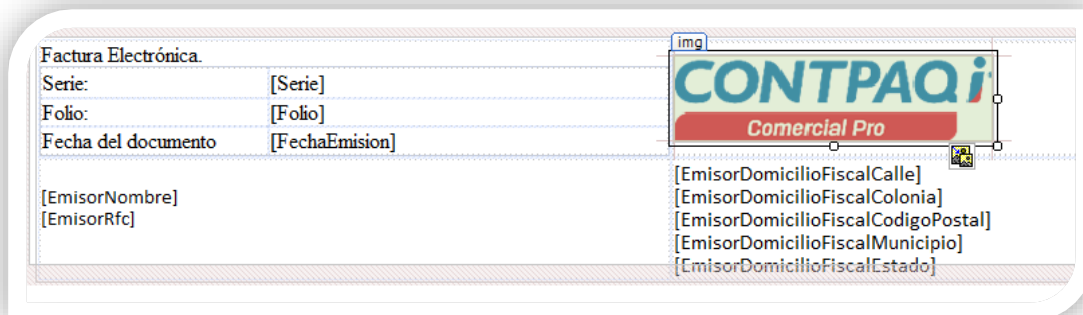 Factura Electrónica.
img
CONTPAQ i
Comercial Pro
Serie: [Serie]
Folio: [Folio]
Fecha del documento [FechaEmision]
[EmisorNombre]
[EmisorRfc]
[EmisorDomicilioFiscalCalle]
[EmisorDomicilioFiscalColonia]
[EmisorDomicilioFiscalCodigoPostal]
[EmisorDomicilioFiscalMunicipio]
[EmisorDomicilioFiscalEstado]